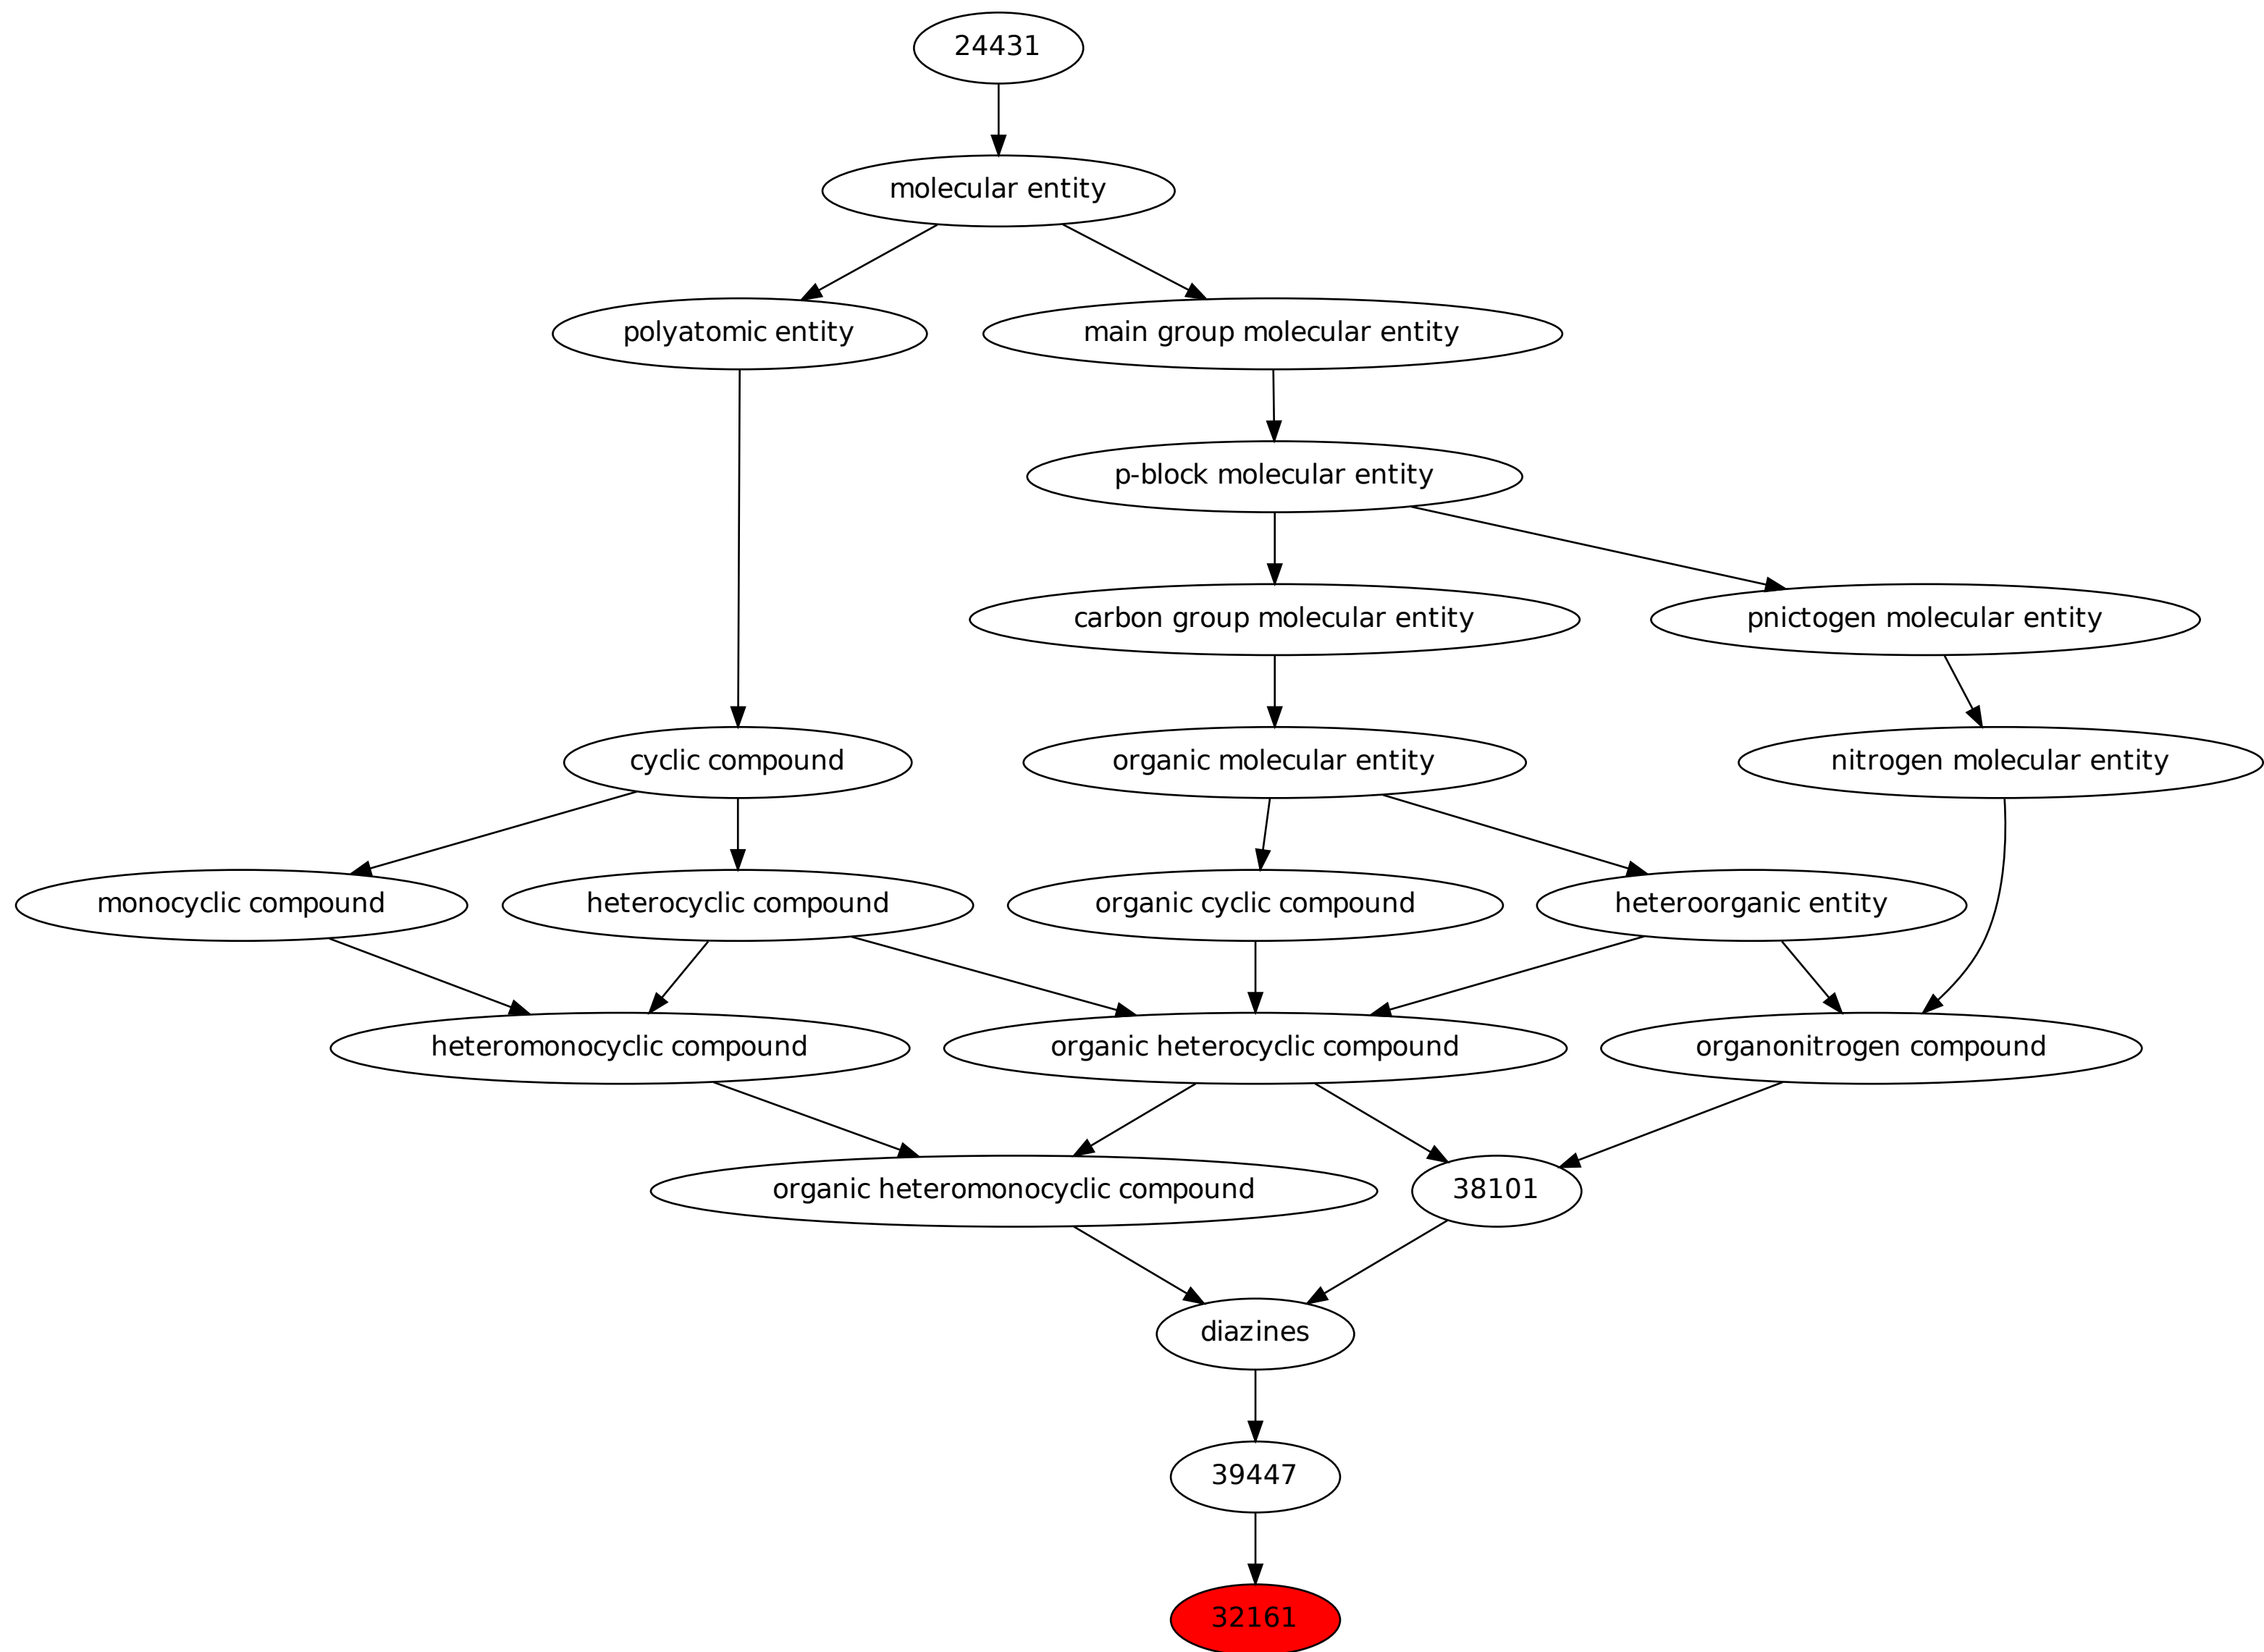 24431
molecular entity
polyatomic entity
main group molecular entity
p-block molecular entity
carbon group molecular entity
pnictogen molecular entity
cyclic compound
organic molecular entity
nitrogen molecular entity
monocyclic compound
heterocyclic compound
organic cyclic compound
heteroorganic entity
heteromonocyclic compound
organic heterocyclic compound
organonitrogen compound
organic heteromonocyclic compound
38101
diazines
39447
32161